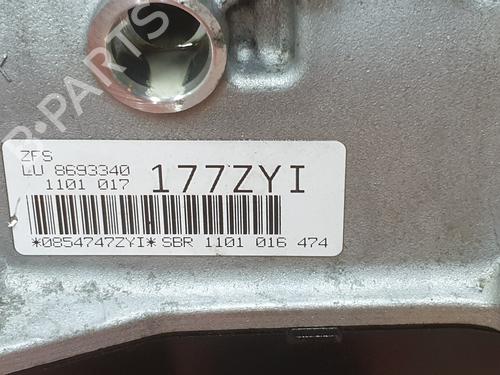 B-PARTS
ZFS
LU 8693340
1101 017 177ZYI
*0854747ZYI* SBR 1101 016 474